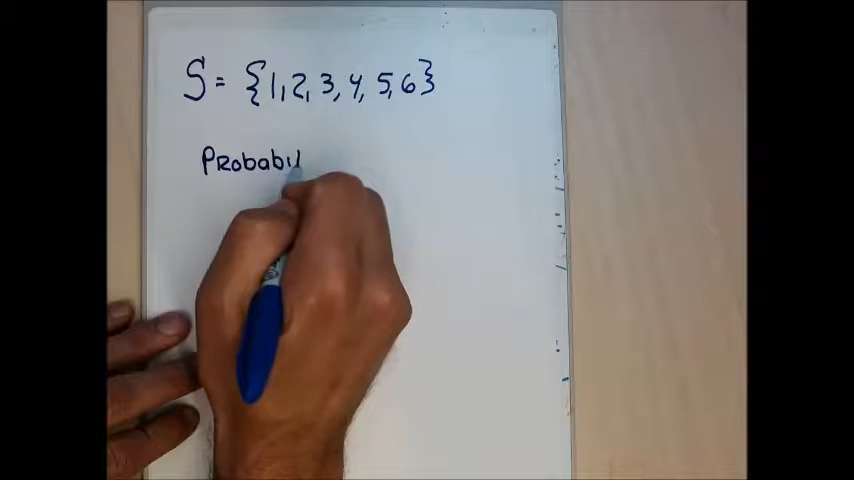 S = {1, 2, 3, 4, 5, 6}
Probabil